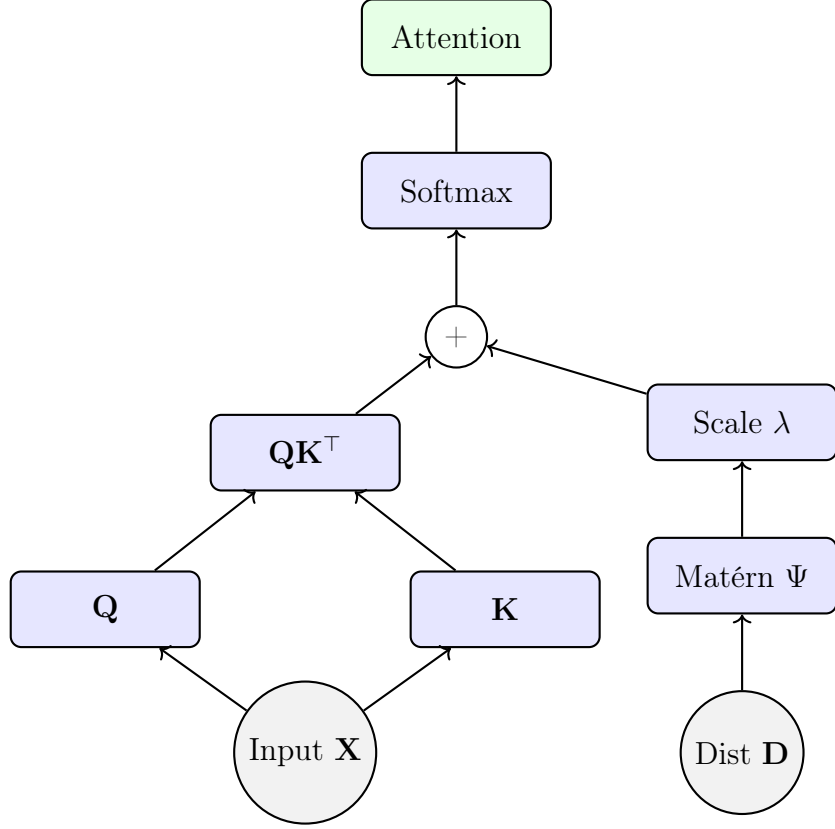 Attention
Softmax
+
Scale λ
QK⊤
Matérn Ψ
Q
K
Input X
Dist D